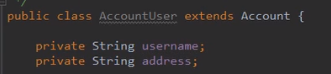 */
public class AccountUser extends Account {
private String username;
private String address;